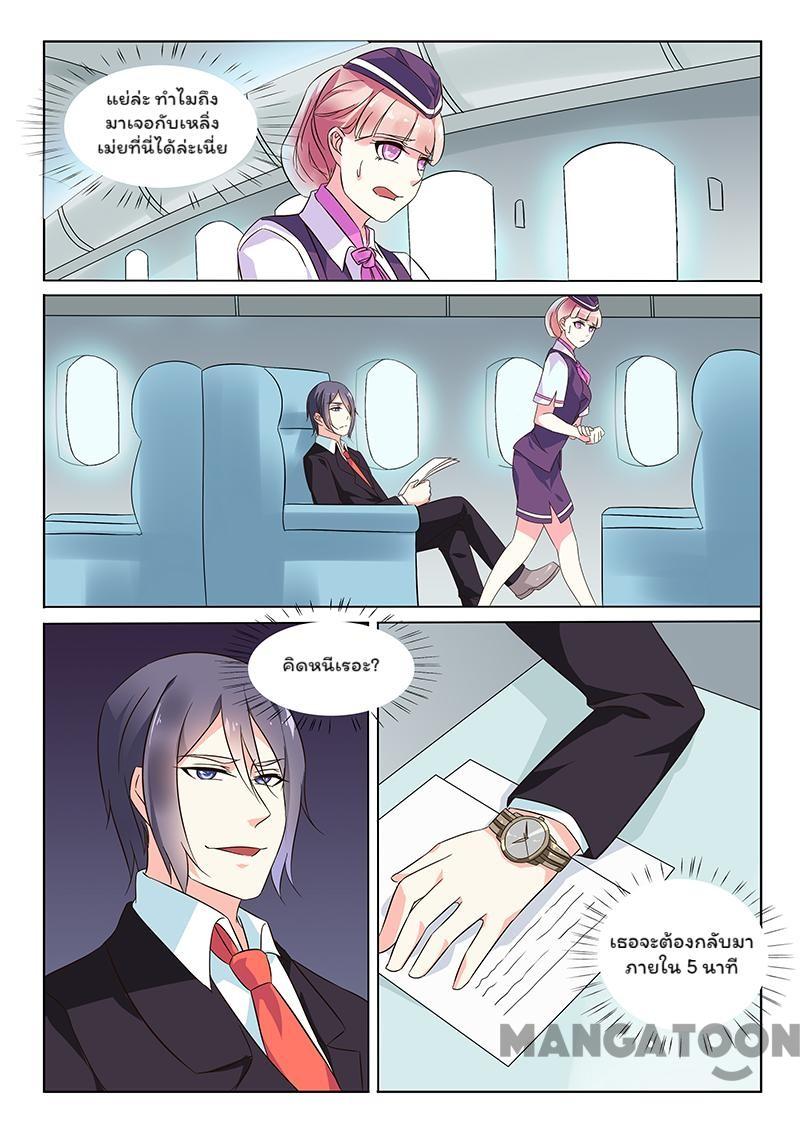 แย่ล่ะ ทำไมถึง
มาเจอกับเหลิ่ง
เม่ยที่นี่ได้ล่ะเนี่ย
คิดหนีเรอะ?
เธอจะต้องกลับมา
ภายใน 5 นาที
MANGATOON